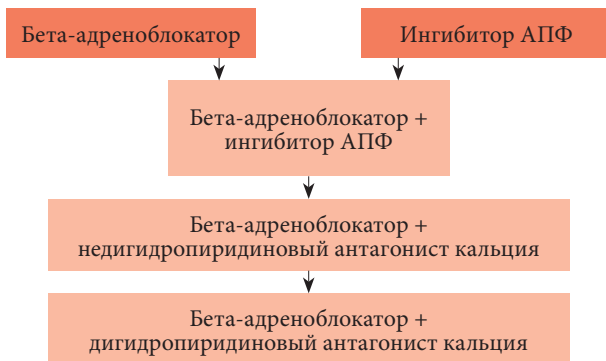 Бета-адреноблокатор
Ингибитор АПФ
Бета-адреноблокатор +
ингибитор АПФ
Бета-адреноблокатор +
недигидропиридиновый антагонист кальция
Бета-адреноблокатор +
дигидропиридиновый антагонист кальция